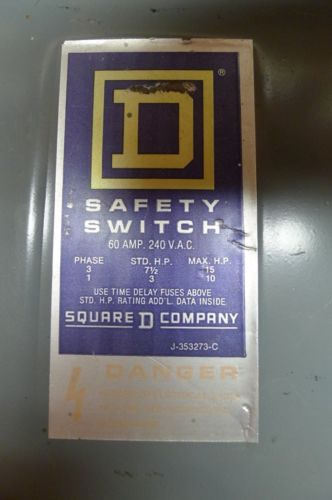 D ®
SAFETY
SWITCH
60 AMP. 240 V.A.C.
PHASE STD. H.P. MAX. H.P.
3 7½ 15
1 3 10
USE TIME DELAY FUSES ABOVE
STD. H.P. RATING ADD'L. DATA INSIDE.
SQUARE D COMPANY
J-353273-C
DANGER